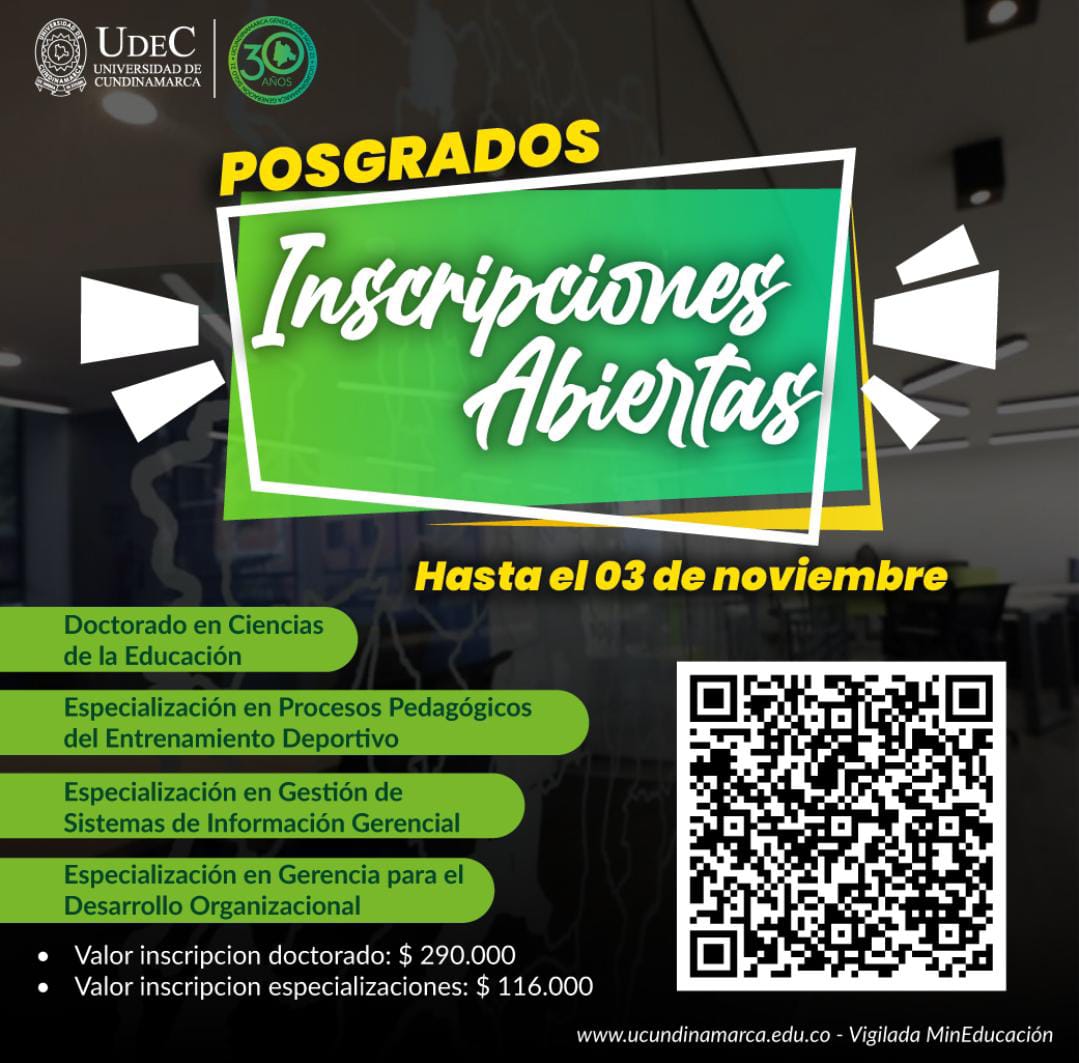 UDEC
UNIVERSIDAD DE
CUNDINAMARCA
30
AÑOS
POSGRADOS
Inscripciones
Abiertas
Hasta el 03 de noviembre
Doctorado en Ciencias
de la Educación
Especialización en Procesos Pedagógicos
del Entrenamiento Deportivo
Especialización en Gestión de
Sistemas de Información Gerencial
Especialización en Gerencia para el
Desarrollo Organizacional
• Valor inscripcion doctorado: $ 290.000
• Valor inscripcion especializaciones: $ 116.000
www.ucundinamarca.edu.co - Vigilada MinEducación